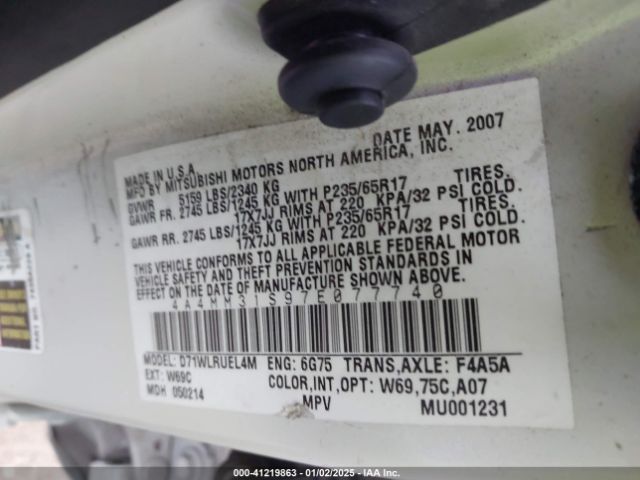 DATE MAY. 2007
MADE IN U.S.A
MFD BY MITSUBISHI MOTORS NORTH AMERICA, INC.
GVWR 5159 LBS/2340 KG
GAWR FR. 2745 LBS/1245 KG WITH P235/65R17 TIRES.
17X7JJ RIMS AT 220 KPA/32 PSI COLD.
GAWR RR. 2745 LBS/1245 KG WITH P235/65R17 TIRES.
17X7JJ RIMS AT 220 KPA/32 PSI COLD.
THIS VEHICLE CONFORMS TO ALL APPLICABLE FEDERAL MOTOR
VEHICLE SAFETY AND THEFT PREVENTION STANDARDS IN
EFFECT ON THE DATE OF MANUFACTURE SHOWN ABOVE.
4A4MM31S97E077740
MODEL: D71WLRUEL4M ENG: 6G75 TRANS,AXLE: F4A5A
EXT: W69C COLOR,INT,OPT: W69,75C,A07
MDH 050214 MPV MU001231
000-41219863 - 01/02/2025 - IAA Inc.